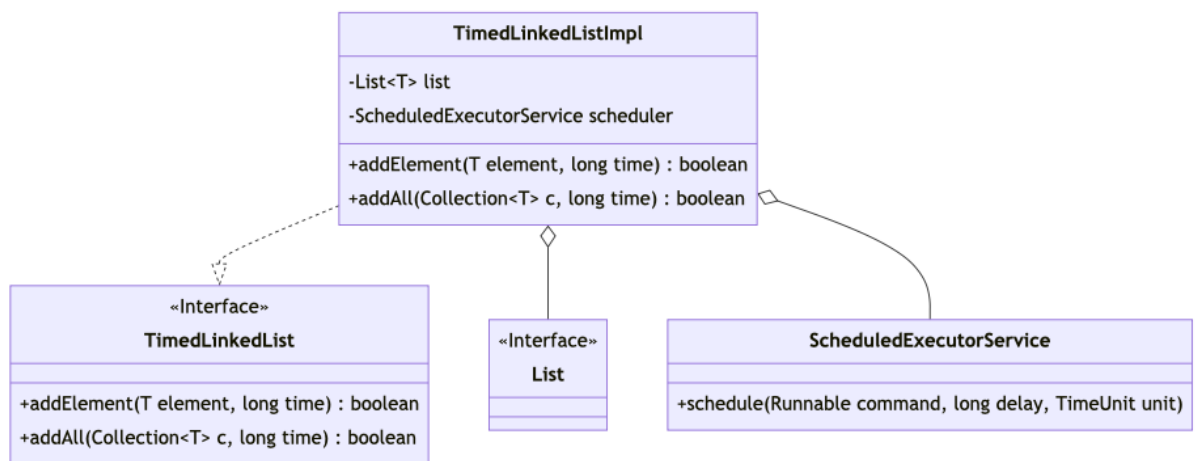 TimedLinkedListImpl
-List<T> list
-ScheduledExecutorService scheduler
+addElement(T element, long time) : boolean
+addAll(Collection<T> c, long time) : boolean
«Interface»
TimedLinkedList
+addElement(T element, long time) : boolean
+addAll(Collection<T> c, long time) : boolean
«Interface»
List
ScheduledExecutorService
+schedule(Runnable command, long delay, TimeUnit unit)